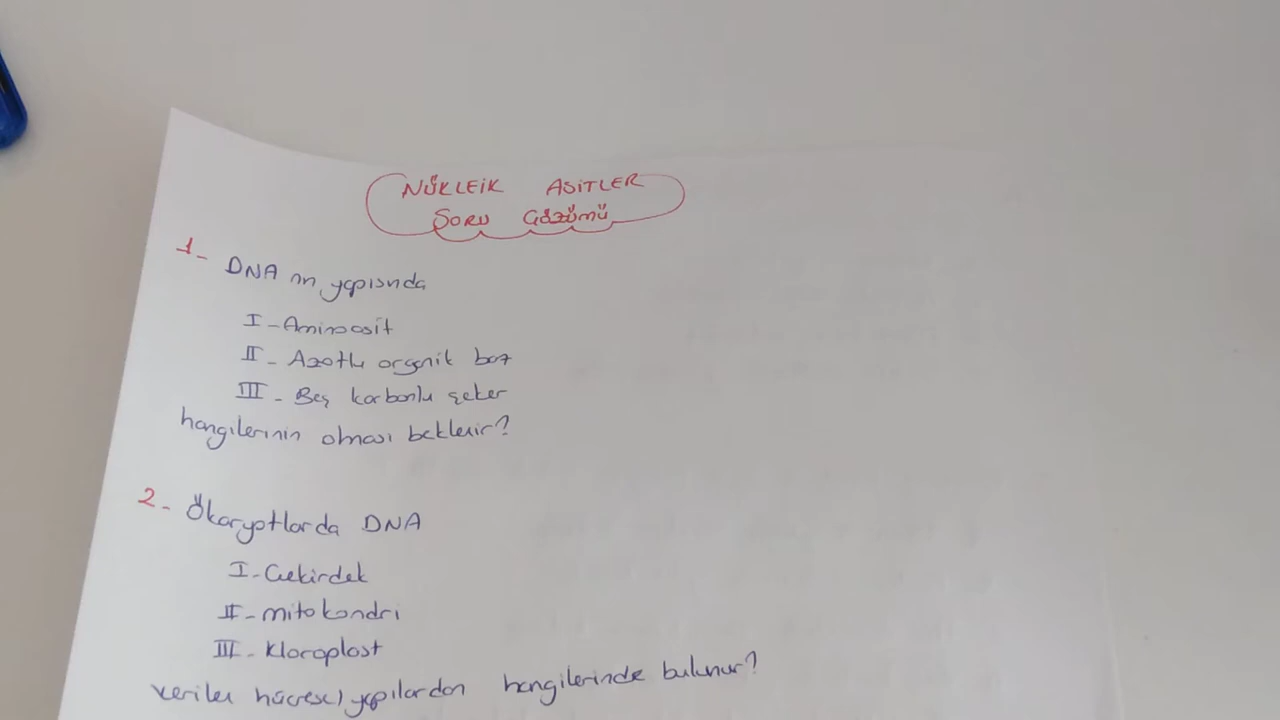 NÜKLEİK ASİTLER
SORU ÇÖZÜMÜ
1- DNA nın yapısında
I - Aminoasit
II - Azotlu organik baz
III - Beş karbonlu şeker
hangilerinin olması beklenir?
2- Ökaryotlarda DNA
I - Çekirdek
II - mitokondri
III - Kloroplast
verilen hücresel yapılardan hangilerinde bulunur?